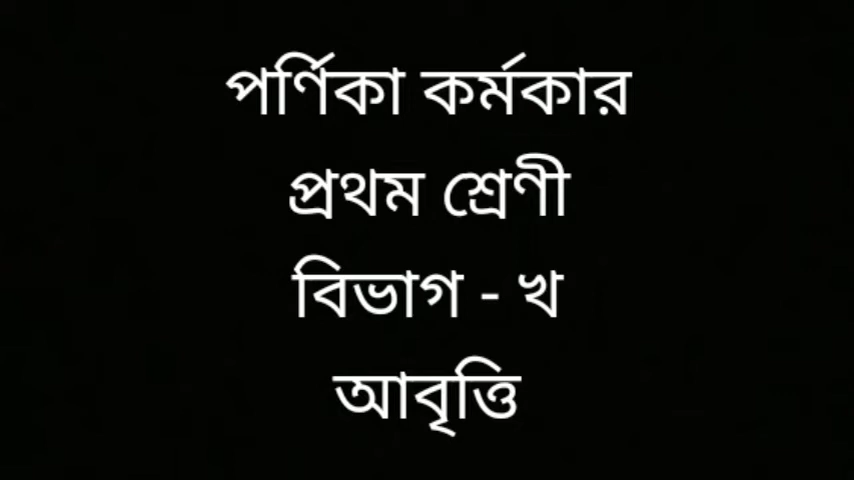 পর্ণিকা কর্মকার
প্রথম শ্রেণী
বিভাগ - খ
আবৃত্তি